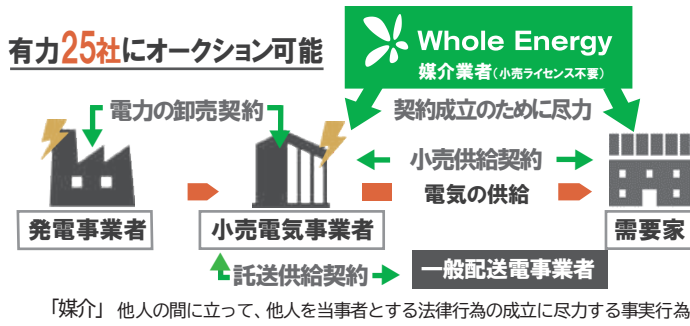 有力25社にオークション可能
Whole Energy
媒介業者(小売ライセンス不要)
電力の卸売契約
契約成立のために尽力
小売供給契約
電気の供給
発電事業者
小売電気事業者
需要家
託送供給契約
一般配送電事業者
「媒介」 他人の間に立って、他人を当事者とする法律行為の成立に尽力する事実行為